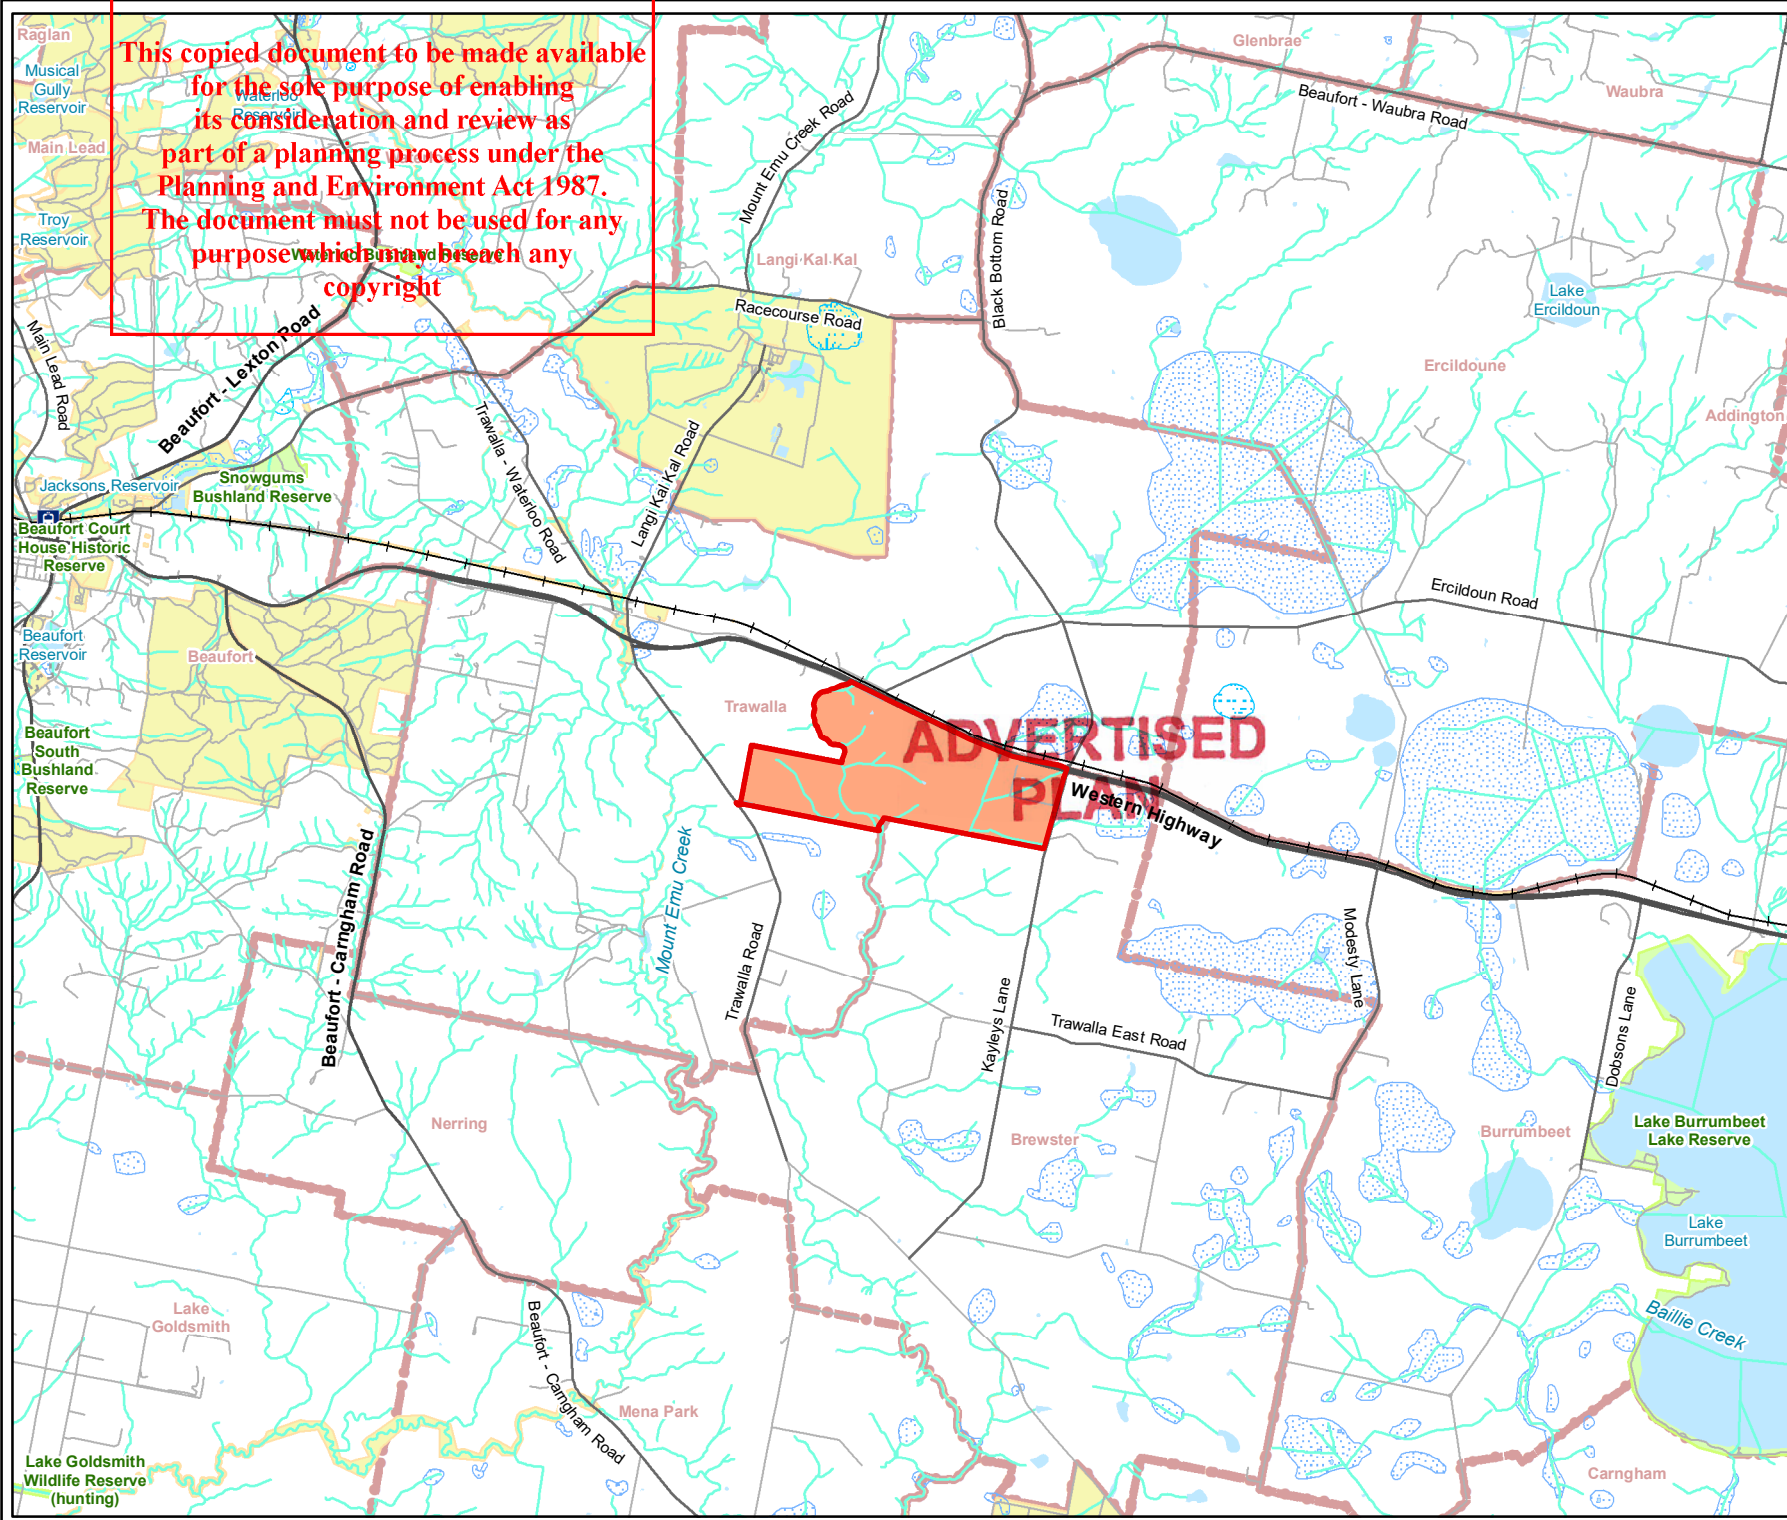 Raglan
This copied document to be made available
for the sole purpose of enabling
its consideration and review as
part of a planning process under the
Planning and Environment Act 1987.
The document must not be used for any
purpose which may breach any
copyright
Musical
Gully
Reservoir
Waterloo
Reservoir
Main Lead
Troy
Reservoir
Waterloo Bushland Reserve
Glenbrae
Waubra
Beaufort - Waubra Road
Mount Emu Creek Road
Black Bottom Road
Langi Kal Kal
Racecourse Road
Lake
Ercildoun
Ercildoune
Addington
Main Lead Road
Beaufort - Lexton Road
Trawalla - Waterloo Road
Langi Kal Kal Road
Jacksons Reservoir
Snowgums
Bushland Reserve
Beaufort Court
House Historic
Reserve
Ercildoun Road
Beaufort
Reservoir
Beaufort
Trawalla
ADVERTISED
PLAN
Western Highway
Beaufort
South
Bushland
Reserve
Beaufort - Carngham Road
Mount Emu Creek
Trawalla Road
Kayleys Lane
Trawalla East Road
Modesty Lane
Dobsons Lane
Nerring
Brewster
Burrumbeet
Lake Burrumbeet
Lake Reserve
Lake
Burrumbeet
Baillie Creek
Lake
Goldsmith
Beaufort - Carngham Road
Mena Park
Lake Goldsmith
Wildlife Reserve
(hunting)
Carngham